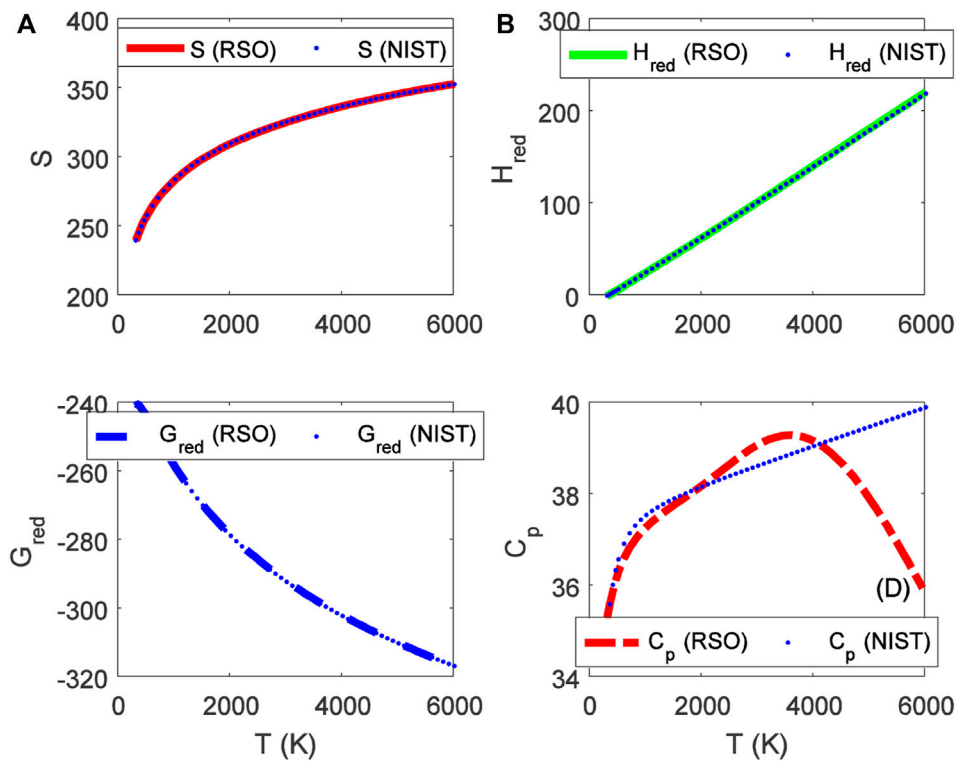 A
400
S (RSO) S (NIST)
350
S
300
250
200
0 2000 4000 6000
B
300
H_red (RSO) H_red (NIST)
200
H_red
100
0
0 2000 4000 6000
-240
G_red (RSO) G_red (NIST)
-260
G_red
-280
-300
-320
0 2000 4000 6000
T (K)
40
38
C_p
36
(D)
C_p (RSO) C_p (NIST)
34
0 2000 4000 6000
T (K)